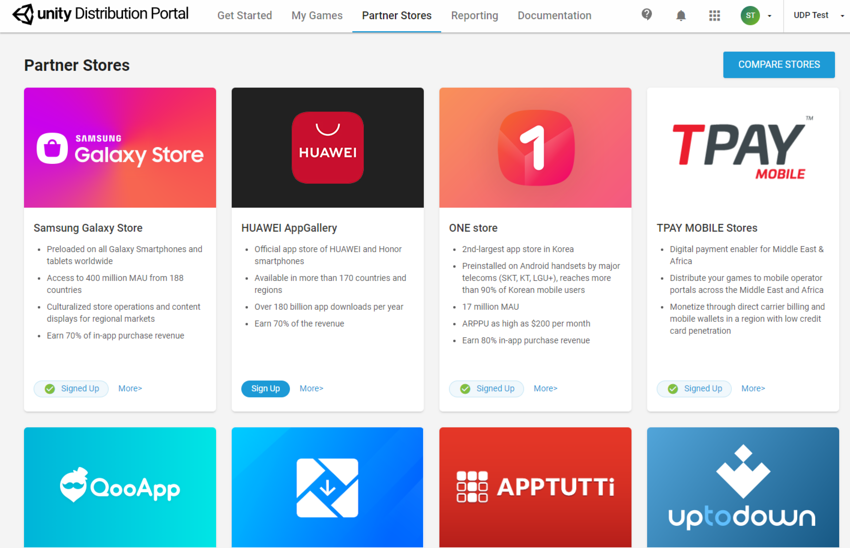 unity Distribution Portal
Get Started
My Games
Partner Stores
Reporting
Documentation
?
ST
UDP Test
Partner Stores
COMPARE STORES
SAMSUNG
Galaxy Store
HUAWEI
1
TPAY™
MOBILE
Samsung Galaxy Store
Preloaded on all Galaxy Smartphones and
tablets worldwide
Access to 400 million MAU from 188
countries
Culturalized store operations and content
displays for regional markets
Earn 70% of in-app purchase revenue
Signed Up
More>
HUAWEI AppGallery
Official app store of HUAWEI and Honor
smartphones
Available in more than 170 countries and
regions
Over 180 billion app downloads per year
Earn 70% of the revenue
Sign Up
More>
ONE store
2nd-largest app store in Korea
Preinstalled on Android handsets by major
telecoms (SKT, KT, LGU+), reaches more
than 90% of Korean mobile users
17 million MAU
ARPPU as high as $200 per month
Earn 80% in-app purchase revenue
Signed Up
More>
TPAY MOBILE Stores
Digital payment enabler for Middle East &
Africa
Distribute your games to mobile operator
portals across the Middle East and Africa
Monetize through direct carrier billing and
mobile wallets in a region with low credit
card penetration
Signed Up
More>
QooApp
APPTUTTi
uptodown